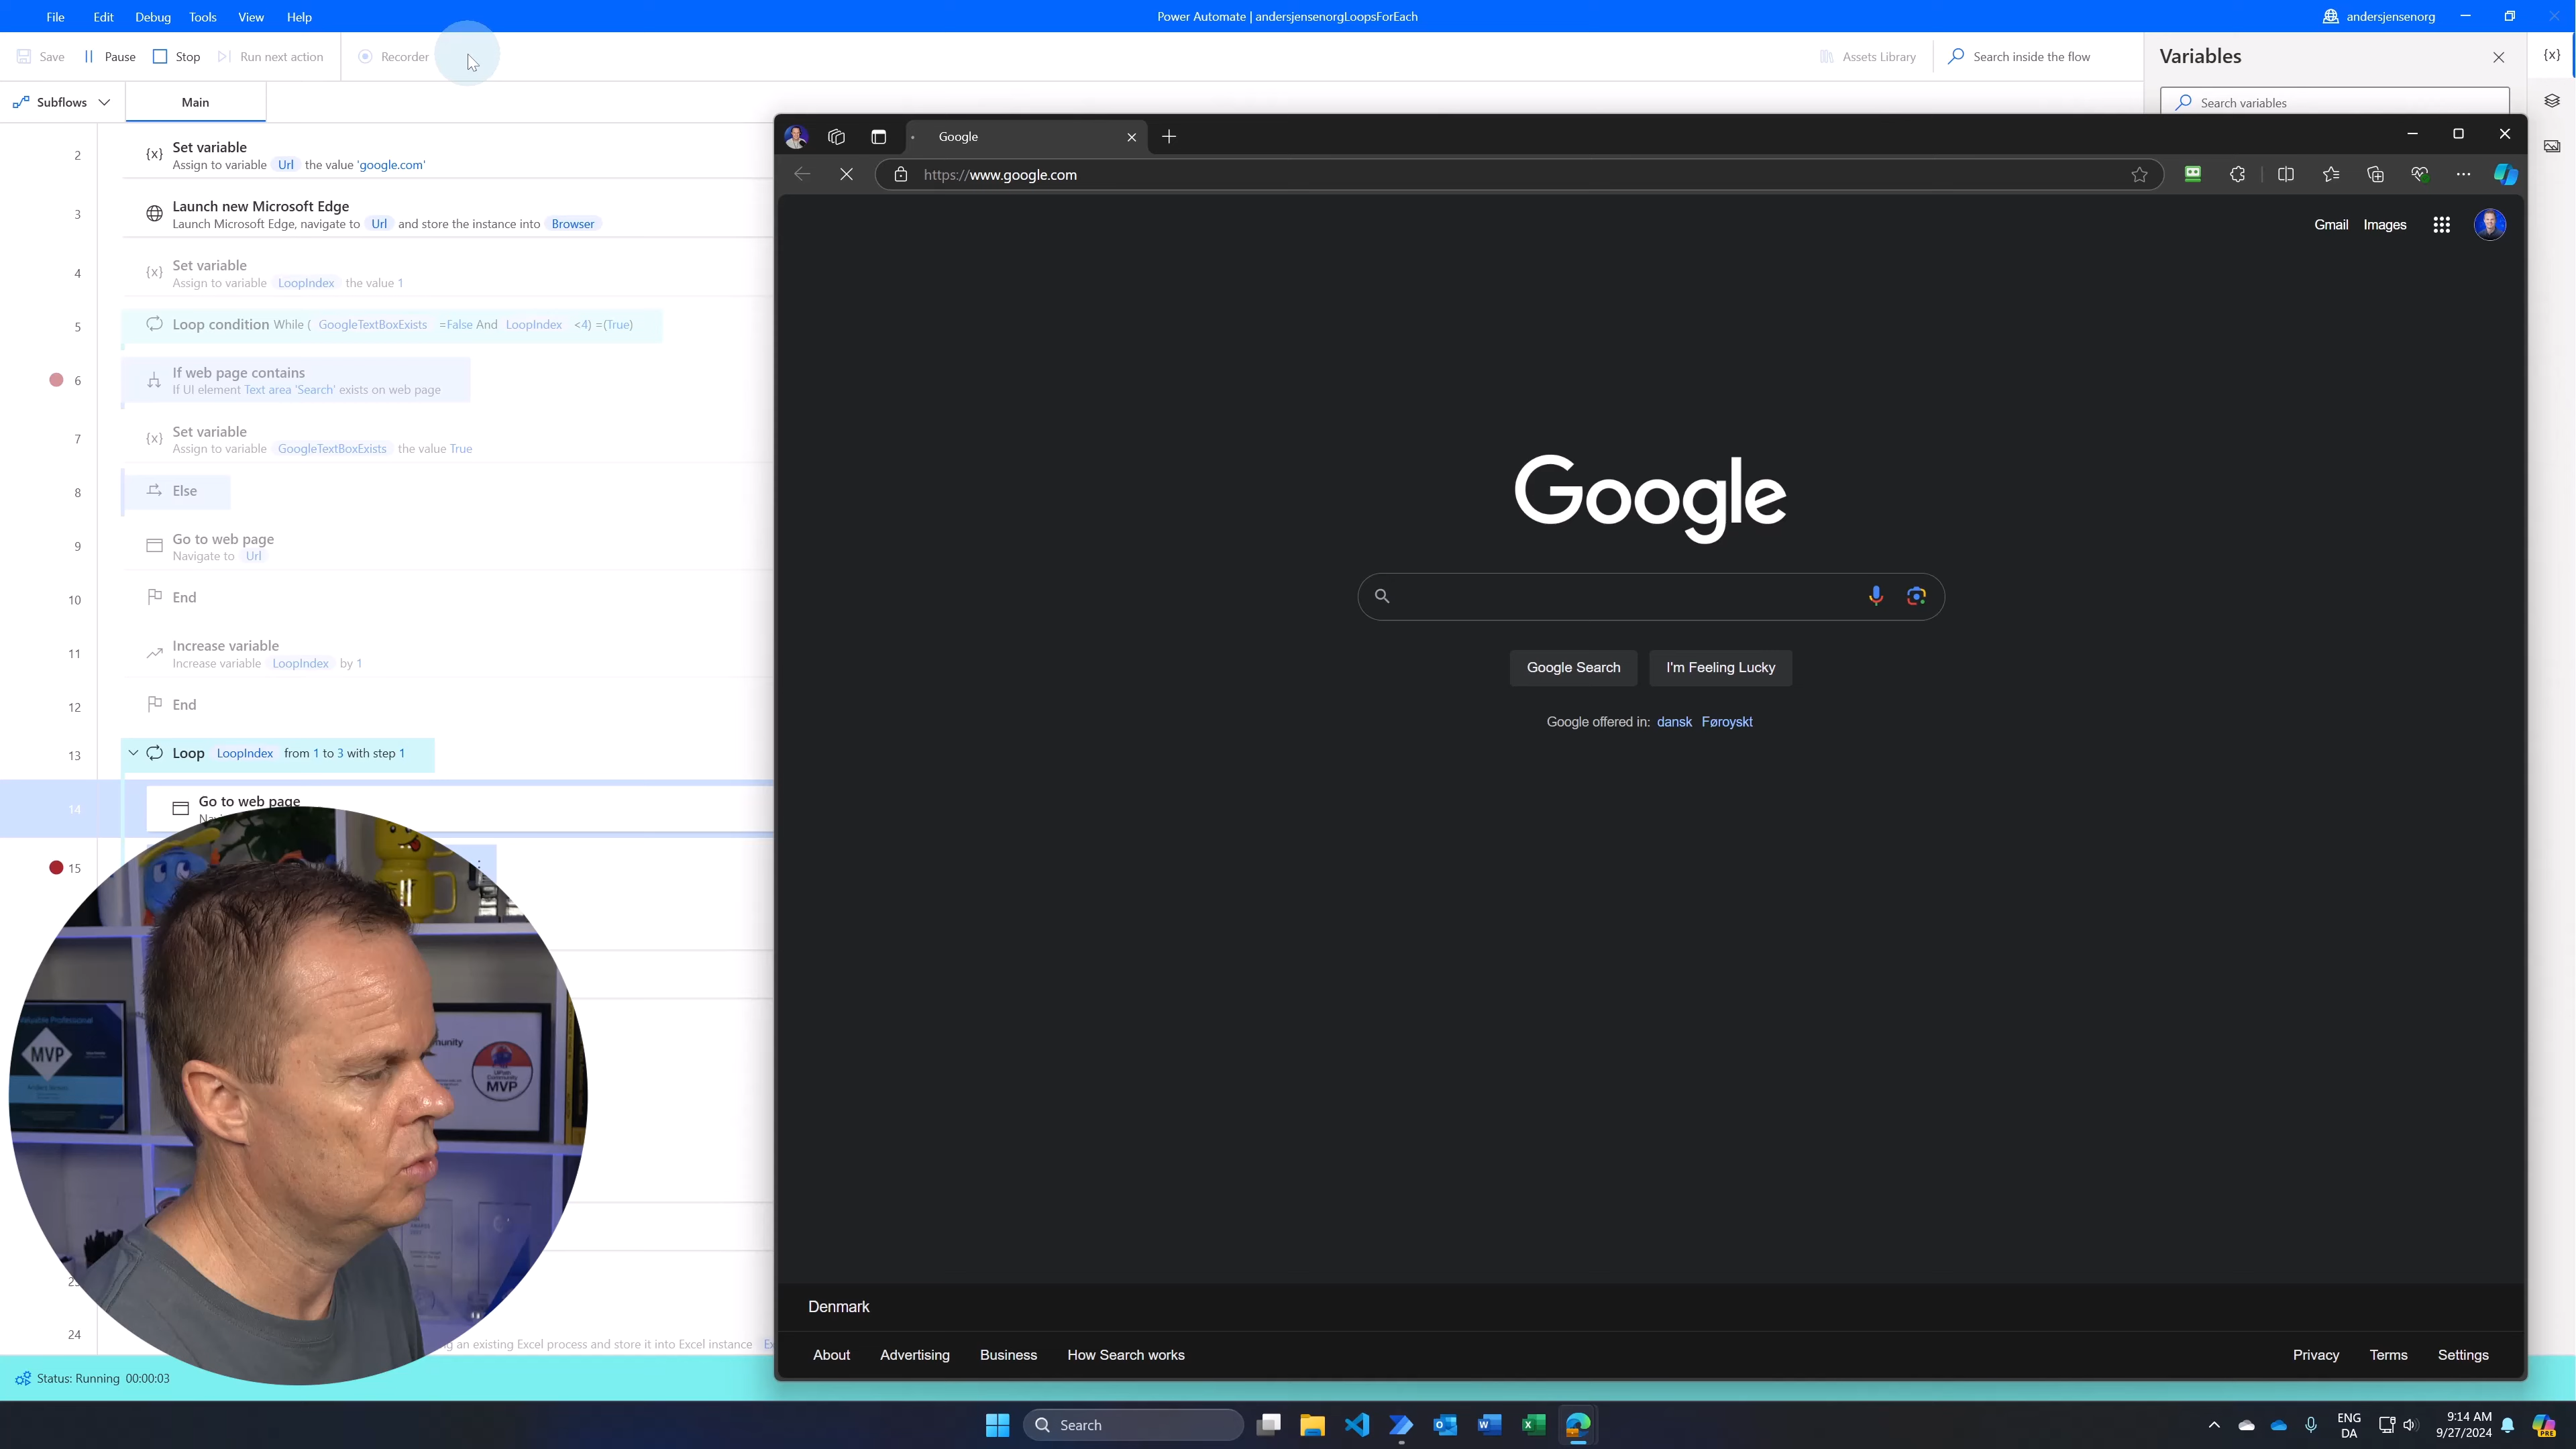 File Edit Debug Tools View Help
Power Automate | andersjensenorgLoopsForEach
andersjensenorg
Save Pause Stop Run next action Recorder
Assets Library Search inside the flow
Variables
Subflows Main
Search variables
2 Set variable
Assign to variable Url the value 'google.com'
3 Launch new Microsoft Edge
Launch Microsoft Edge, navigate to Url and store the instance into Browser
4 Set variable
Assign to variable LoopIndex the value 1
5 Loop condition While ( GoogleTextBoxExists =False And LoopIndex <4) =(True)
6 If web page contains
If UI element Text area 'Search' exists on web page
7 Set variable
Assign to variable GoogleTextBoxExists the value True
8 Else
9 Go to web page
Navigate to Url
10 End
11 Increase variable
Increase variable LoopIndex by 1
12 End
13 Loop LoopIndex from 1 to 3 with step 1
14 Go to web page
15
24
an existing Excel process and store it into Excel instance
Status: Running 00:00:03
Google
https://www.google.com
Gmail Images
Google
Google Search I'm Feeling Lucky
Google offered in: dansk Føroyskt
Denmark
About Advertising Business How Search works
Privacy Terms Settings
MVP
MVP
Search
ENG
DA
9:14 AM
9/27/2024
PRE